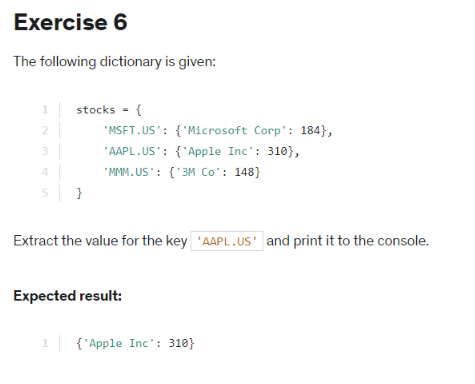 Exercise 6
The following dictionary is given:
1 stocks = {
2 'MSFT.US': {'Microsoft Corp': 184},
3 'AAPL.US': {'Apple Inc': 310},
4 'MMM.US': {'3M Co': 148}
5 }
Extract the value for the key 'AAPL.US' and print it to the console.
Expected result:
1 {'Apple Inc': 310}